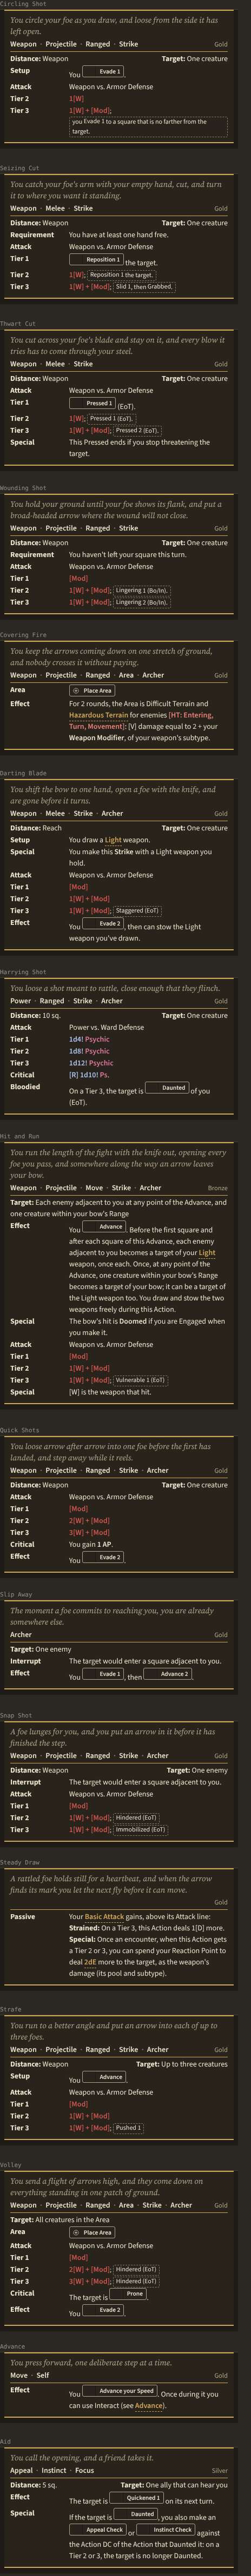 Circling Shot
You circle your foe as you draw, and loose from the side it has
left open.
Weapon · Projectile · Ranged · Strike Gold
Distance: Weapon Target: One creature
Setup You Evade 1.
Attack Weapon vs. Armor Defense
Tier 2 1[W]
Tier 3 1[W] + [Mod];
you Evade 1 to a square that is no farther from the
target.
Seizing Cut
You catch your foe's arm with your empty hand, cut, and turn
it to where you want it standing.
Weapon · Melee · Strike Gold
Distance: Weapon Target: One creature
Requirement You have at least one hand free.
Attack Weapon vs. Armor Defense
Tier 1 Reposition 1 the target.
Tier 2 1[W]; Reposition 1 the target.
Tier 3 1[W] + [Mod]; Slid 1, then Grabbed.
Thwart Cut
You cut across your foe's blade and stay on it, and every blow it
tries has to come through your steel.
Weapon · Melee · Strike Gold
Distance: Weapon Target: One creature
Attack Weapon vs. Armor Defense
Tier 1 Pressed 1 (EoT).
Tier 2 1[W]; Pressed 1 (EoT).
Tier 3 1[W] + [Mod]; Pressed 2 (EoT).
Special This Pressed ends if you stop threatening the
target.
Wounding Shot
You hold your ground until your foe shows its flank, and put a
broad-headed arrow where the wound will not close.
Weapon · Projectile · Ranged · Strike Gold
Distance: Weapon Target: One creature
Requirement You haven't left your square this turn.
Attack Weapon vs. Armor Defense
Tier 1 [Mod]
Tier 2 1[W] + [Mod]; Lingering 1 (Bo/In).
Tier 3 1[W] + [Mod]; Lingering 2 (Bo/In).
Covering Fire
You keep the arrows coming down on one stretch of ground,
and nobody crosses it without paying.
Weapon · Projectile · Ranged · Area · Archer Gold
Area Place Area
Effect For 2 rounds, the Area is Difficult Terrain and
Hazardous Terrain for enemies [HT: Entering,
Turn, Movement]: [V] damage equal to 2 + your
Weapon Modifier, of your weapon's subtype.
Darting Blade
You shift the bow to one hand, open a foe with the knife, and
are gone before it turns.
Weapon · Melee · Strike · Archer Gold
Distance: Reach Target: One creature
Setup You draw a Light weapon.
Special You make this Strike with a Light weapon you
hold.
Attack Weapon vs. Armor Defense
Tier 1 [Mod]
Tier 2 1[W] + [Mod]
Tier 3 1[W] + [Mod]; Staggered (EoT)
Effect You Evade 2, then can stow the Light
weapon you've drawn.
Harrying Shot
You loose a shot meant to rattle, close enough that they flinch.
Power · Ranged · Strike · Archer Gold
Distance: 10 sq. Target: One creature
Attack Power vs. Ward Defense
Tier 1 1d4! Psychic
Tier 2 1d8! Psychic
Tier 3 1d12! Psychic
Critical [R] 1d10! Ps.
Bloodied On a Tier 3, the target is Daunted of you
(EoT).
Hit and Run
You run the length of the fight with the knife out, opening every
foe you pass, and somewhere along the way an arrow leaves
your bow.
Weapon · Projectile · Move · Strike · Archer Bronze
Target: Each enemy adjacent to you at any point of the Advance, and
one creature within your bow's Range
Effect You Advance. Before the first square and
after each square of this Advance, each enemy
adjacent to you becomes a target of your Light
weapon, once each. Once, at any point of the
Advance, one creature within your bow's Range
becomes a target of your bow; it can be a target of
the Light weapon too. You draw and stow the two
weapons freely during this Action.
Special The bow's hit is Doomed if you are Engaged when
you make it.
Attack Weapon vs. Armor Defense
Tier 1 [Mod]
Tier 2 1[W] + [Mod]
Tier 3 1[W] + [Mod]; Vulnerable 1 (EoT)
Special [W] is the weapon that hit.
Quick Shots
You loose arrow after arrow into one foe before the first has
landed, and step away while it reels.
Weapon · Projectile · Ranged · Strike · Archer Gold
Distance: Weapon Target: One creature
Attack Weapon vs. Armor Defense
Tier 1 [Mod]
Tier 2 2[W] + [Mod]
Tier 3 3[W] + [Mod]
Critical You gain 1 AP.
Effect You Evade 2.
Slip Away
The moment a foe commits to reaching you, you are already
somewhere else.
Archer Gold
Target: One enemy
Interrupt The target would enter a square adjacent to you.
Effect You Evade 1, then Advance 2.
Snap Shot
A foe lunges for you, and you put an arrow in it before it has
finished the step.
Weapon · Projectile · Ranged · Strike · Archer Gold
Distance: Weapon Target: One enemy
Interrupt The target would enter a square adjacent to you.
Attack Weapon vs. Armor Defense
Tier 1 [Mod]
Tier 2 1[W] + [Mod]; Hindered (EoT)
Tier 3 1[W] + [Mod]; Immobilized (EoT)
Steady Draw
A rattled foe holds still for a heartbeat, and when the arrow
finds its mark you let the next fly before it can move.
Gold
Passive Your Basic Attack gains, above its Attack line:
Strained: On a Tier 3, this Action deals 1[D] more.
Special: Once an encounter, when this Action gets
a Tier 2 or 3, you can spend your Reaction Point to
deal 2dE more to the target, as the weapon's
damage (its pool and subtype).
Strafe
You run to a better angle and put an arrow into each of up to
three foes.
Weapon · Projectile · Ranged · Strike · Archer Gold
Distance: Weapon Target: Up to three creatures
Setup You Advance.
Attack Weapon vs. Armor Defense
Tier 1 [Mod]
Tier 2 1[W] + [Mod]
Tier 3 1[W] + [Mod]; Pushed 1
Volley
You send a flight of arrows high, and they come down on
everything standing in one patch of ground.
Weapon · Projectile · Ranged · Area · Strike · Archer Gold
Target: All creatures in the Area
Area Place Area
Attack Weapon vs. Armor Defense
Tier 1 [Mod]
Tier 2 2[W] + [Mod]; Hindered (EoT)
Tier 3 3[W] + [Mod]; Hindered (EoT)
Critical The target is Prone.
Effect You Evade 2.
Advance
You press forward, one deliberate step at a time.
Move · Self Gold
Effect You Advance your Speed. Once during it you
can use Interact (see Advance).
Aid
You call the opening, and a friend takes it.
Appeal · Instinct · Focus Silver
Distance: 5 sq. Target: One ally that can hear you
Effect The target is Quickened 1 on its next turn.
Special If the target is Daunted, you also make an
Appeal Check or Instinct Check against
the Action DC of the Action that Daunted it: on a
Tier 2 or 3, the target is no longer Daunted.